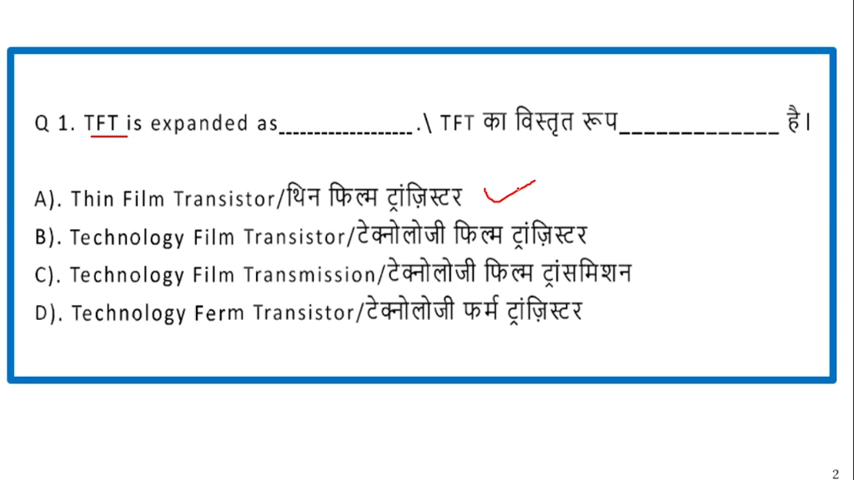 Q 1. TFT is expanded as___________________.\ TFT का विस्तृत रूप_____________ है।
A). Thin Film Transistor/थिन फिल्म ट्रांज़िस्टर
B). Technology Film Transistor/टेक्नोलोजी फिल्म ट्रांज़िस्टर
C). Technology Film Transmission/टेक्नोलोजी फिल्म ट्रांसमिशन
D). Technology Ferm Transistor/टेक्नोलोजी फर्म ट्रांज़िस्टर
2